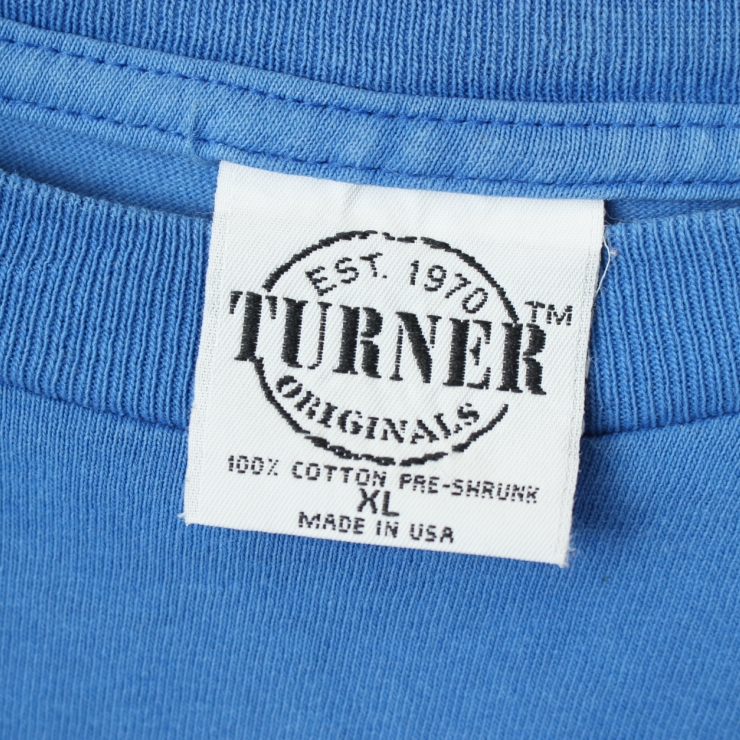 EST. 1970
TURNER™
ORIGINALS
100% COTTON PRE-SHRUNK
XL
MADE IN USA